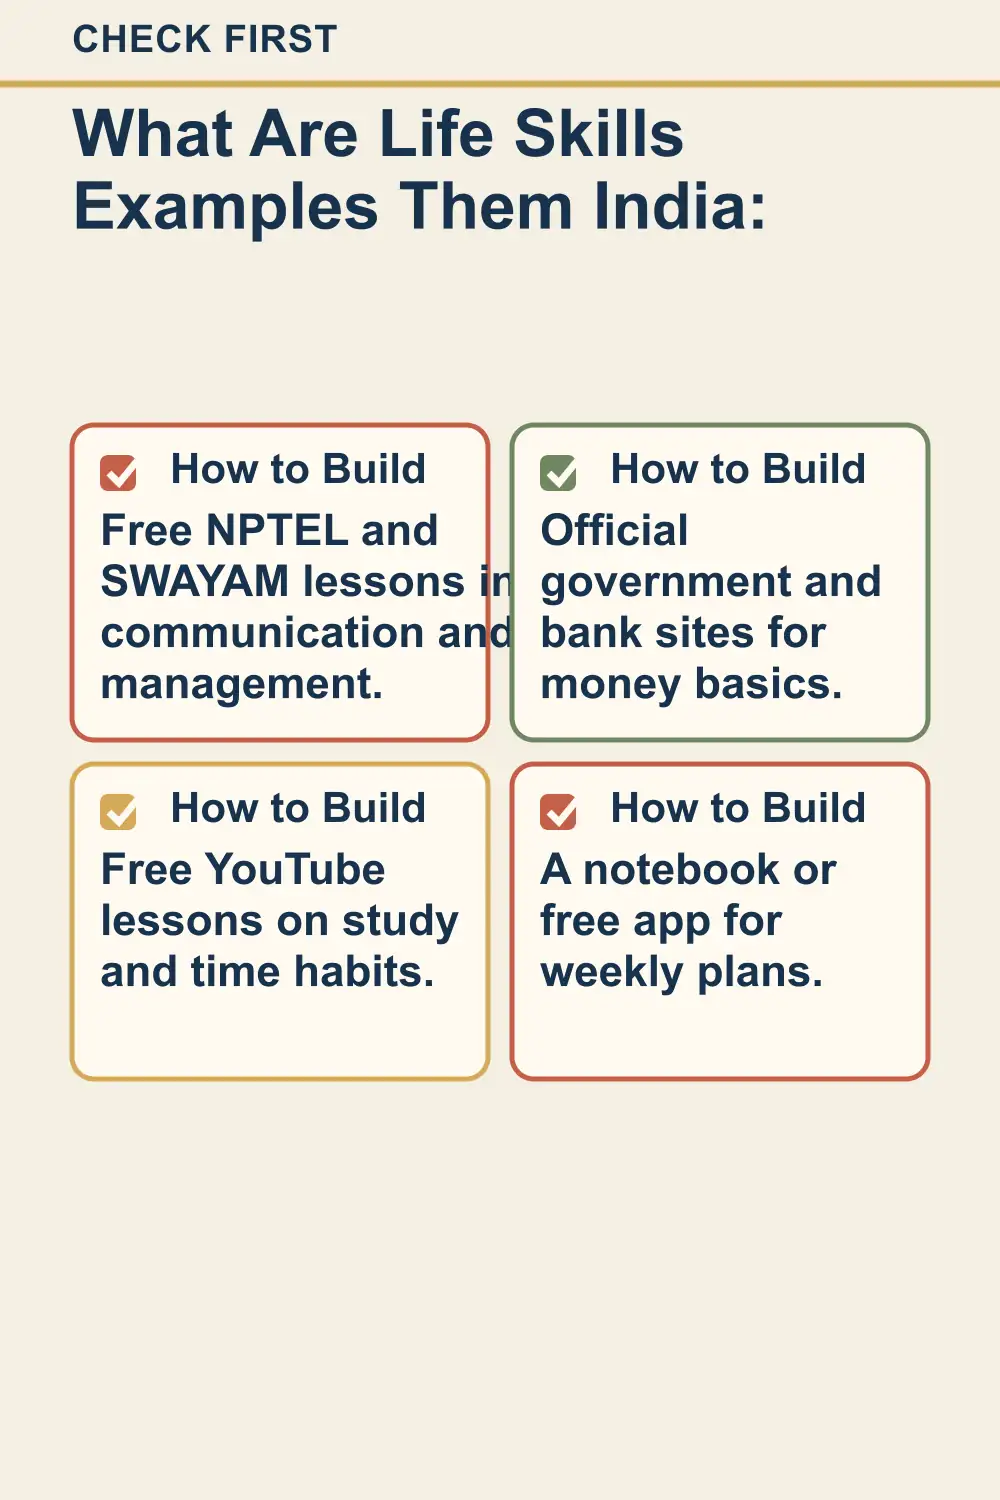 CHECK FIRST
What Are Life Skills
Examples Them India:
How to Build
Free NPTEL and
SWAYAM lessons in
communication and
management.
How to Build
Official
government and
bank sites for
money basics.
How to Build
Free YouTube
lessons on study
and time habits.
How to Build
A notebook or
free app for
weekly plans.